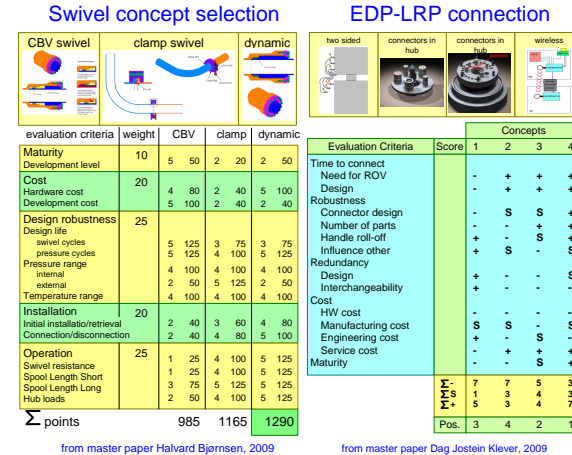 Swivel concept selection
CBV swivel clamp swivel dynamic
evaluation criteria weight CBV clamp dynamic
Maturity 10
Development level 5 50 2 20 2 50
Cost 20
Hardware cost 4 80 2 40 5 100
Development cost 5 100 2 40 2 40
Design robustness 25
Design life
swivel cycles 5 125 3 75 3 75
pressure cycles 5 125 4 100 5 125
Pressure range
internal 4 100 4 100 4 100
external 2 50 5 125 2 50
Temperature range 4 100 4 100 4 100
Installation 20
Initial installatio/retrieval 2 40 3 60 4 80
Connection/disconnection 2 40 4 80 5 100
Operation 25
Swivel resistance 1 25 4 100 5 125
Spool Length Short 1 25 4 100 5 125
Spool Length Long 3 75 5 125 5 125
Hub loads 2 50 4 100 5 125
Σ points 985 1165 1290
from master paper Halvard Bjørnsen, 2009
EDP-LRP connection
two sided
connectors in
hub
connectors in
hub
wireless
Concepts
Evaluation Criteria Score 1 2 3 4
Time to connect
Need for ROV - + + +
Design - + + +
Robustness
Connector design - S S +
Number of parts - - + +
Handle roll-off + - S +
Influence other + S - S
Redundancy
Design + - - S
Interchangeability + - - -
Cost
HW cost - - - -
Manufacturing cost S S - S
Engineering cost + - S -
Service cost - + + +
Maturity - - S +
Σ- 7 7 5 3
ΣS 1 3 4 3
Σ+ 5 3 4 7
Pos. 3 4 2 1
from master paper Dag Jostein Klever, 2009